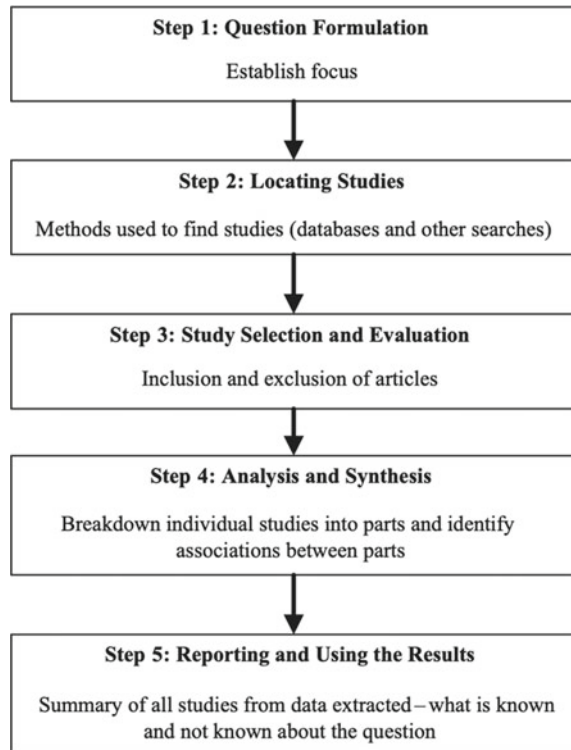 Step 1: Question Formulation
Establish focus
Step 2: Locating Studies
Methods used to find studies (databases and other searches)
Step 3: Study Selection and Evaluation
Inclusion and exclusion of articles
Step 4: Analysis and Synthesis
Breakdown individual studies into parts and identify
associations between parts
Step 5: Reporting and Using the Results
Summary of all studies from data extracted–what is known
and not known about the question